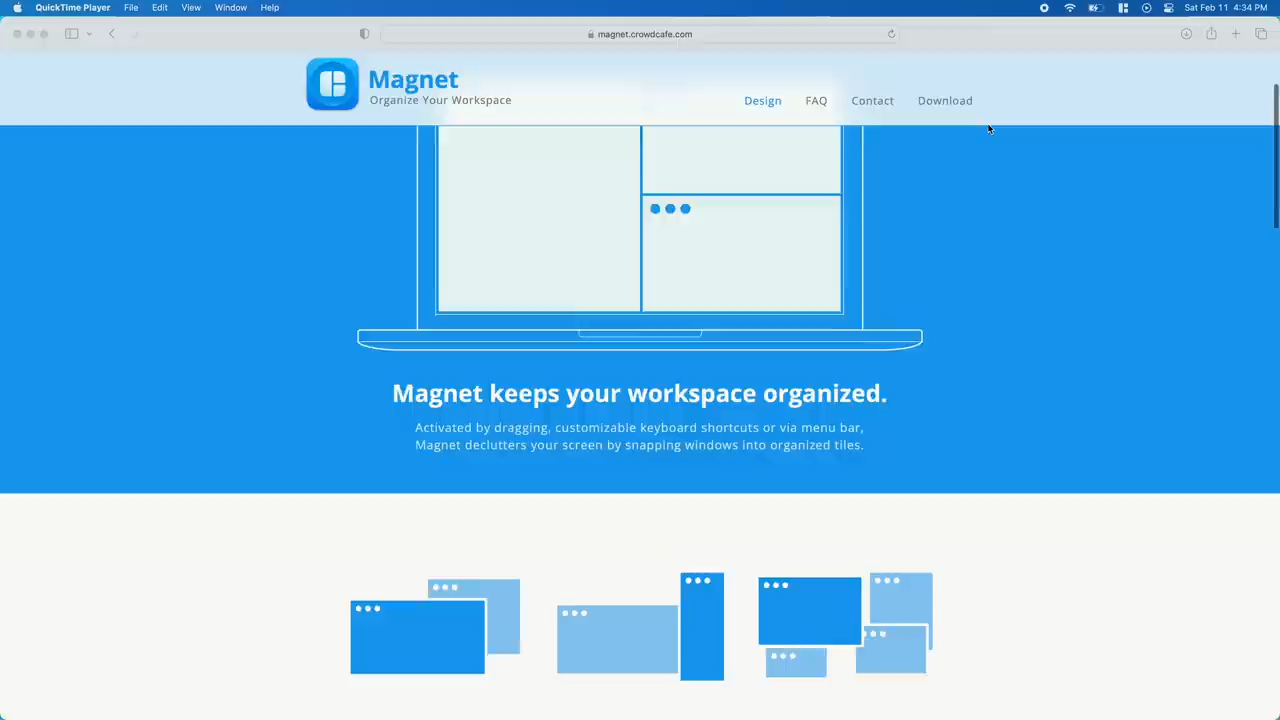 QuickTime Player File Edit View Window Help Sat Feb 11 4:34 PM
magnet.crowdcafe.com
Magnet
Organize Your Workspace
Design FAQ Contact Download
Magnet keeps your workspace organized.
Activated by dragging, customizable keyboard shortcuts or via menu bar,
Magnet declutters your screen by snapping windows into organized tiles.